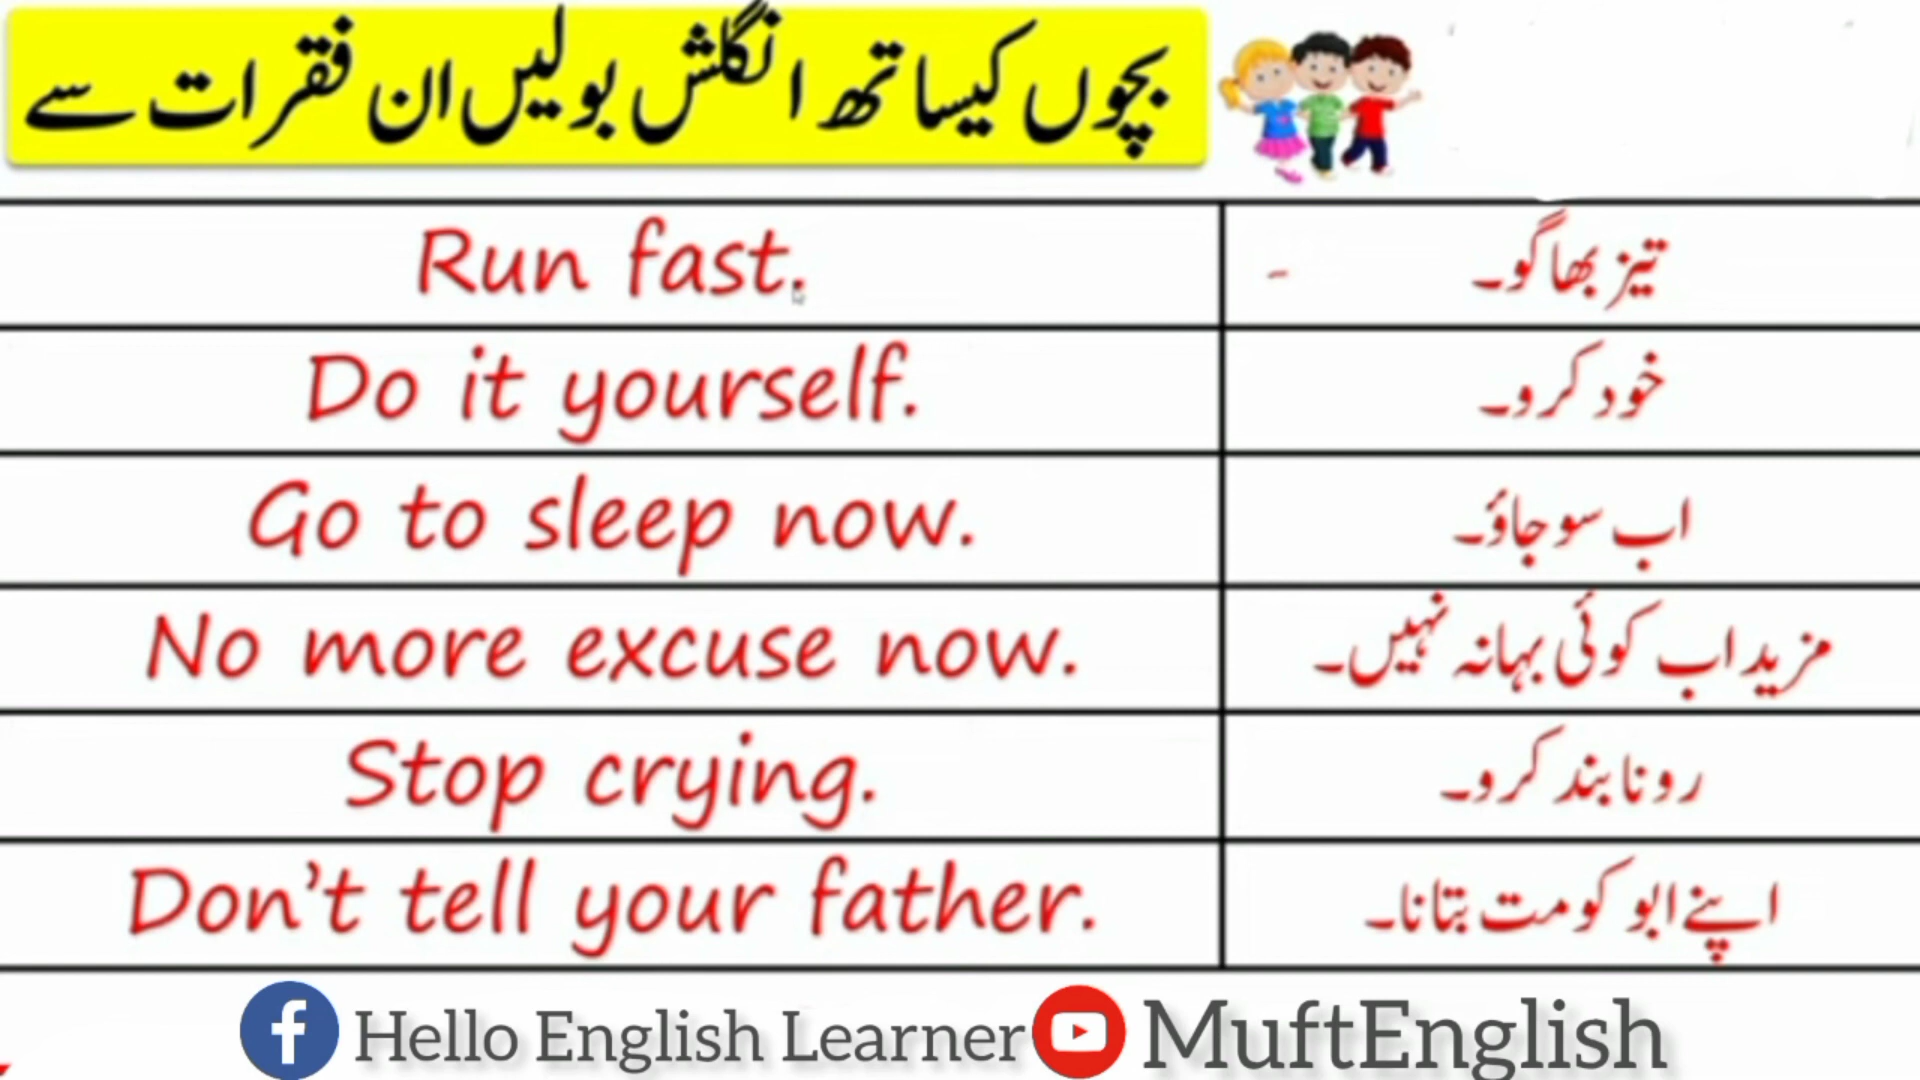 بچوں کیساتھ انگلش بولیں ان فقرات سے
Run fast. تیز بھاگو۔
Do it yourself. خود کرو۔
Go to sleep now. اب سو جاؤ۔
No more excuse now. مزید اب کوئی بہانہ نہیں۔
Stop crying. رونا بند کرو۔
Don't tell your father. اپنے ابو کو مت بتانا۔
Hello English Learner MuftEnglish